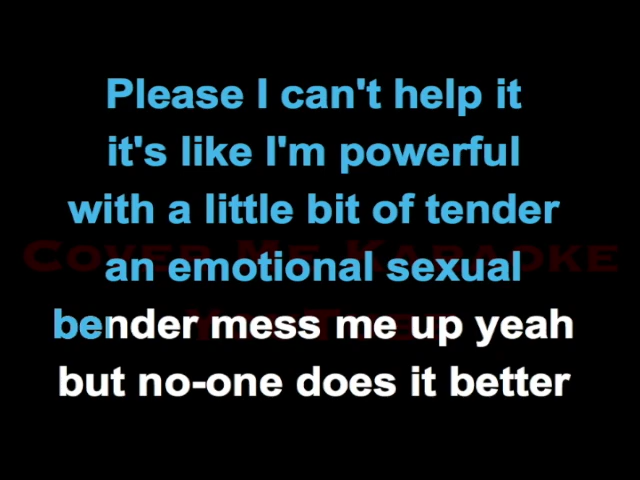 Please I can't help it
it's like I'm powerful
with a little bit of tender
Cover Me Karaoke
an emotional sexual
bender mess me up yeah
but no-one does it better